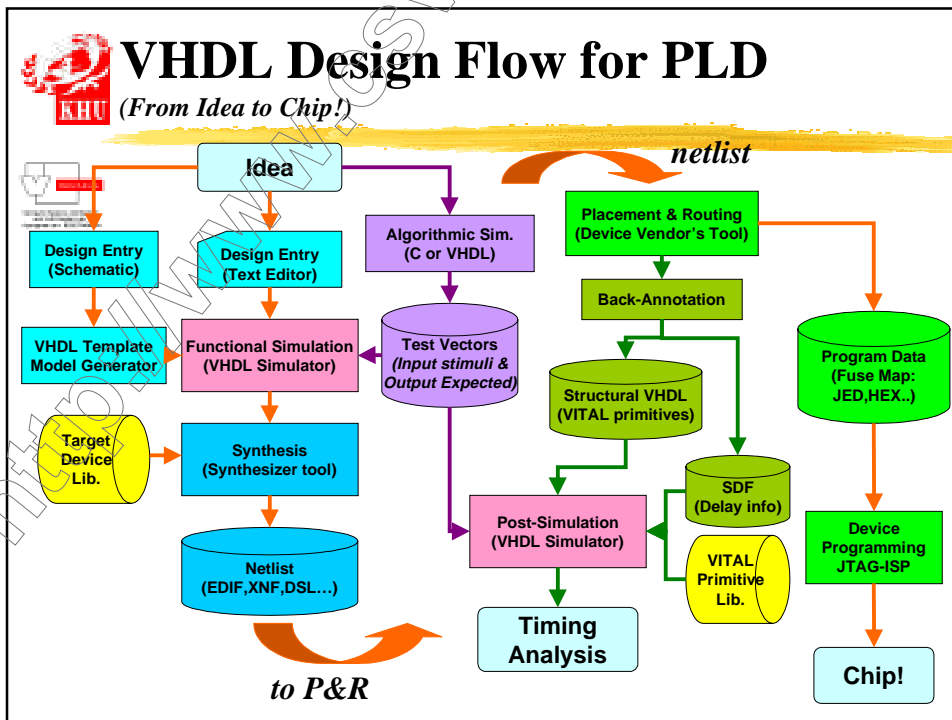 VHDL Design Flow for PLD
(From Idea to Chip!)
KHU
http://www.os
Idea
netlist
Design Entry
(Schematic)
Design Entry
(Text Editor)
Algorithmic Sim.
(C or VHDL)
Placement & Routing
(Device Vendor's Tool)
Back-Annotation
VHDL Template
Model Generator
Functional Simulation
(VHDL Simulator)
Test Vectors
(Input stimuli &
Output Expected)
Structural VHDL
(VITAL primitives)
Program Data
(Fuse Map:
JED,HEX..)
Target
Device
Lib.
Synthesis
(Synthesizer tool)
SDF
(Delay info)
Post-Simulation
(VHDL Simulator)
Device
Programming
JTAG-ISP
Netlist
(EDIF,XNF,DSL…)
VITAL
Primitive
Lib.
Timing
Analysis
Chip!
to P&R